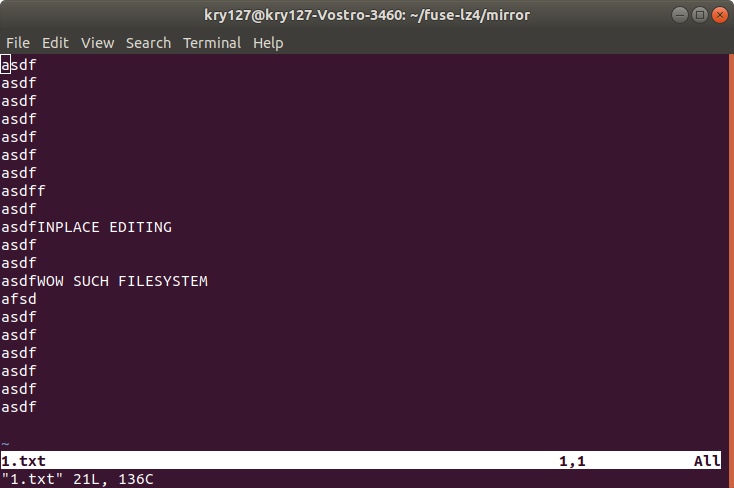 kry127@kry127-Vostro-3460: ~/fuse-lz4/mirror
File Edit View Search Terminal Help
asdf
asdf
asdf
asdf
asdf
asdf
asdf
asdff
asdf
asdfINPLACE EDITING
asdf
asdf
asdfWOW SUCH FILESYSTEM
afsd
asdf
asdf
asdf
asdf
asdf
asdf
~
1.txt 1,1 All
"1.txt" 21L, 136C